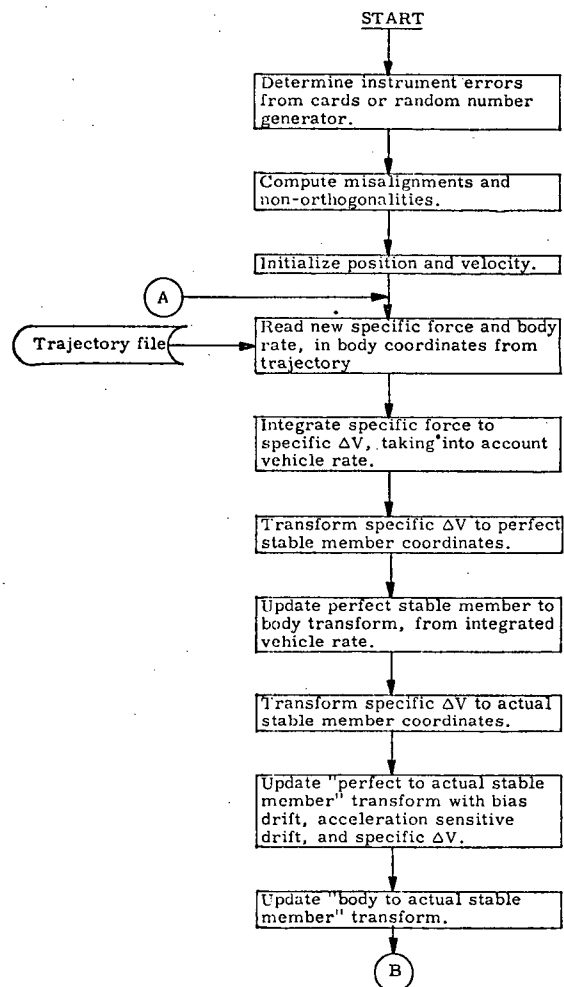 START
Determine instrument errors
from cards or random number
generator.
Compute misalignments and
non-orthogonalities.
Initialize position and velocity.
A
Trajectory file
Read new specific force and body
rate, in body coordinates from
trajectory
Integrate specific force to
specific ΔV, taking into account
vehicle rate.
Transform specific ΔV to perfect
stable member coordinates.
Update perfect stable member to
body transform, from integrated
vehicle rate.
Transform specific ΔV to actual
stable member coordinates.
Update "perfect to actual stable
member" transform with bias
drift, acceleration sensitive
drift, and specific ΔV.
Update "body to actual stable
member" transform.
B